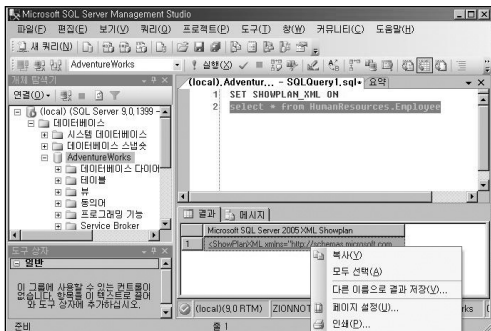 Microsoft SQL Server Management Studio
파일(F) 편집(E) 보기(V) 쿼리(Q) 프로젝트(P) 도구(T) 창(W) 커뮤니티(C) 도움말(H)
새 쿼리(N)
AdventureWorks 실행(X)
개체 탐색기
연결(O)
(local) (SQL Server 9.0.1399 -
데이터베이스
시스템 데이터베이스
데이터베이스 스냅숏
AdventureWorks
데이터베이스 다이어
테이블
뷰
동의어
프로그래밍 기능
Service Broker
도구 상자
일반
이 그룹에 사용할 수 있는 컨트롤이 없습니다. 항목을 이 텍스트로 끌어와 도구 상자에 추가하십시오.
(local).Adventur... - SQLQuery1.sql* 요약
1 SET SHOWPLAN_XML ON
2 select * from HumanResources.Employee
결과 메시지
Microsoft SQL Server 2005 XML Showplan
1 <ShowPlanXML xmlns="http://schemas.microsoft.com
복사(Y)
모두 선택(A)
다른 이름으로 결과 저장(V)...
페이지 설정(U)...
인쇄(P)...
(local)(9.0 RTM) ZIONNOT rks
준비 줄 1